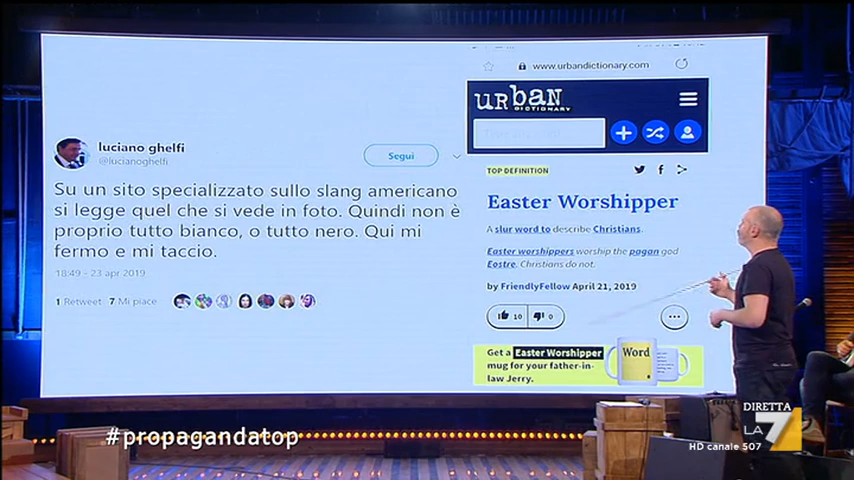 luciano ghelfi
@lucianoghelfi
Segui
Su un sito specializzato sullo slang americano
si legge quel che si vede in foto. Quindi non è
proprio tutto bianco, o tutto nero. Qui mi
fermo e mi taccio.
18:49 - 23 apr 2019
1 Retweet 7 Mi piace
www.urbandictionary.com
URBAN
DICTIONARY
TOP DEFINITION
Easter Worshipper
A slur word to describe Christians.
Easter worshippers worship the pagan god
Eostre. Christians do not.
by FriendlyFellow April 21, 2019
10 0
Get a Easter Worshipper
mug for your father-in-
law Jerry.
Word
#propagandatop
DIRETTA
LA7
HD canale 507